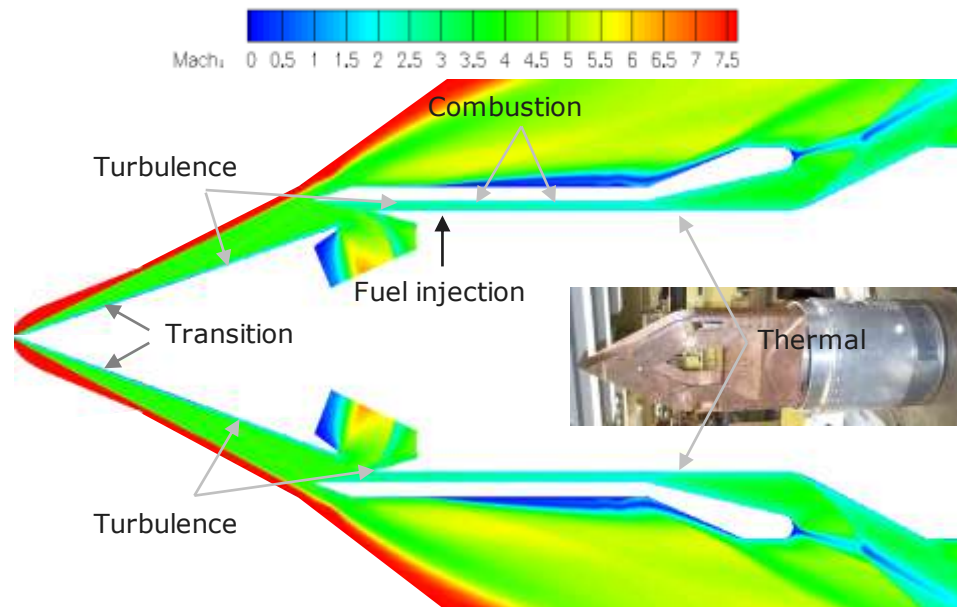 Mach: 0 0.5 1 1.5 2 2.5 3 3.5 4 4.5 5 5.5 6 6.5 7 7.5
Combustion
Turbulence
Fuel injection
Transition
Thermal
Turbulence